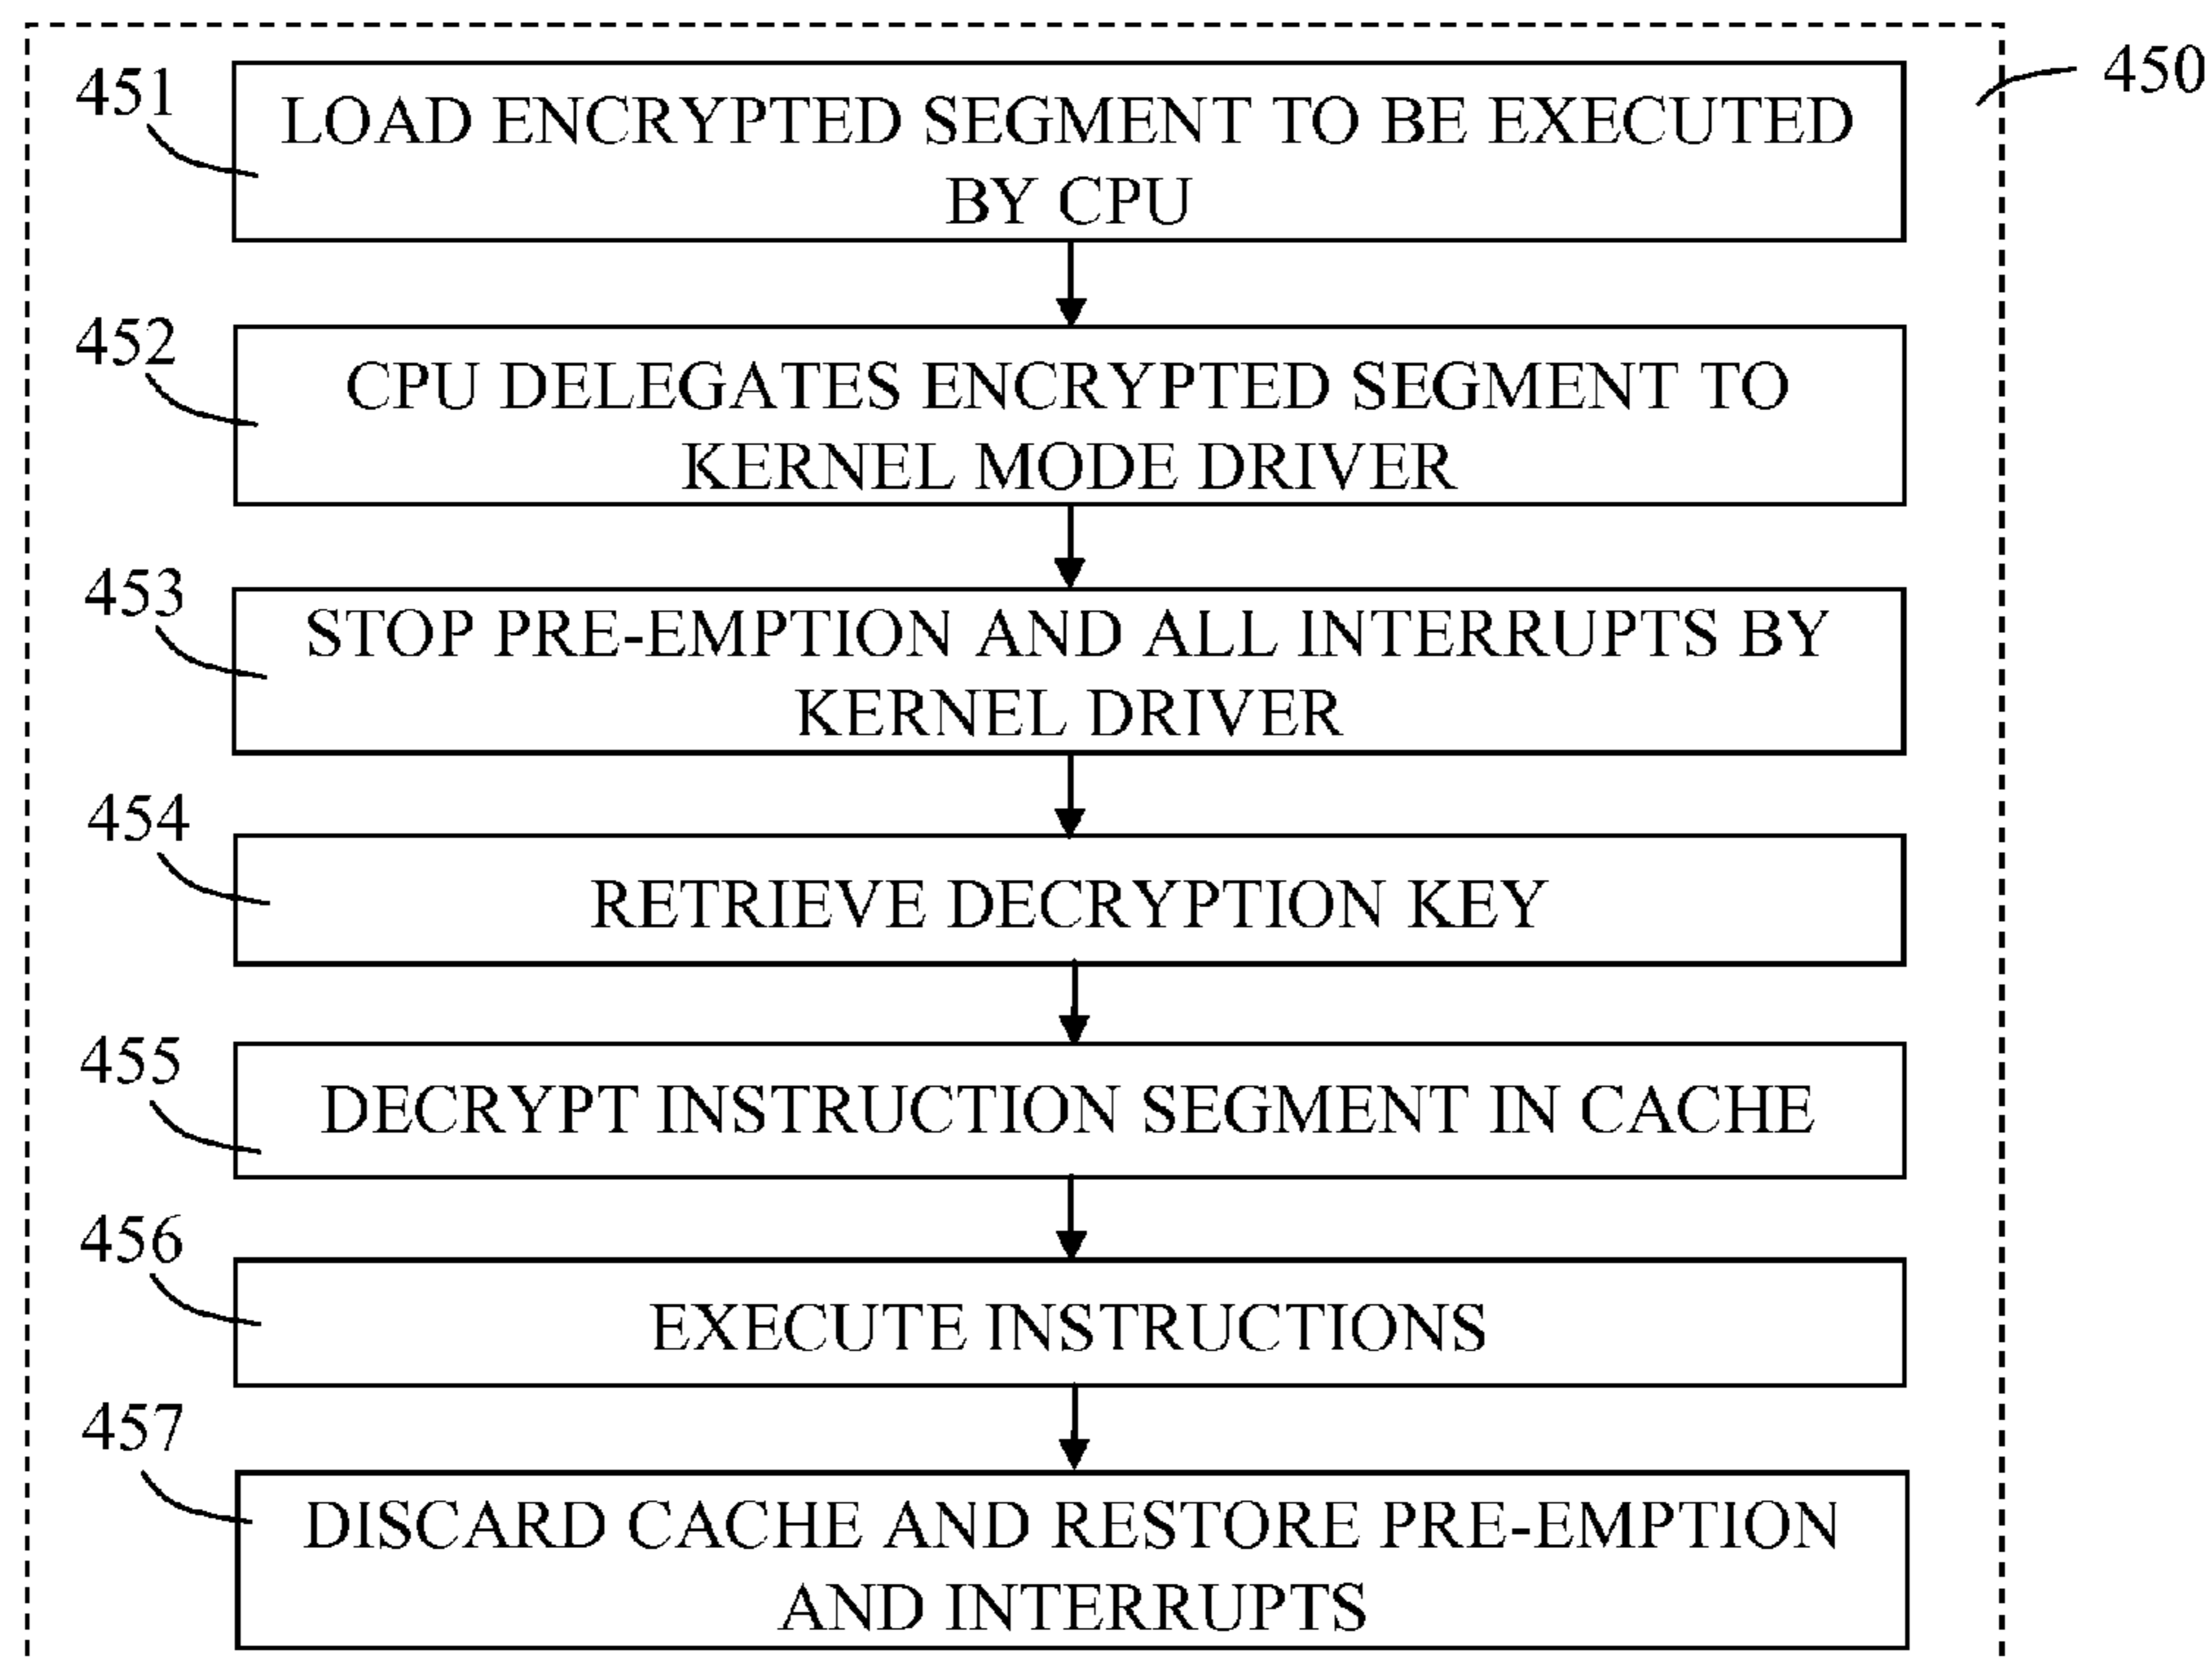 450
451
LOAD ENCRYPTED SEGMENT TO BE EXECUTED
BY CPU
452
CPU DELEGATES ENCRYPTED SEGMENT TO
KERNEL MODE DRIVER
453
STOP PRE-EMPTION AND ALL INTERRUPTS BY
KERNEL DRIVER
454
RETRIEVE DECRYPTION KEY
455
DECRYPT INSTRUCTION SEGMENT IN CACHE
456
EXECUTE INSTRUCTIONS
457
DISCARD CACHE AND RESTORE PRE-EMPTION
AND INTERRUPTS